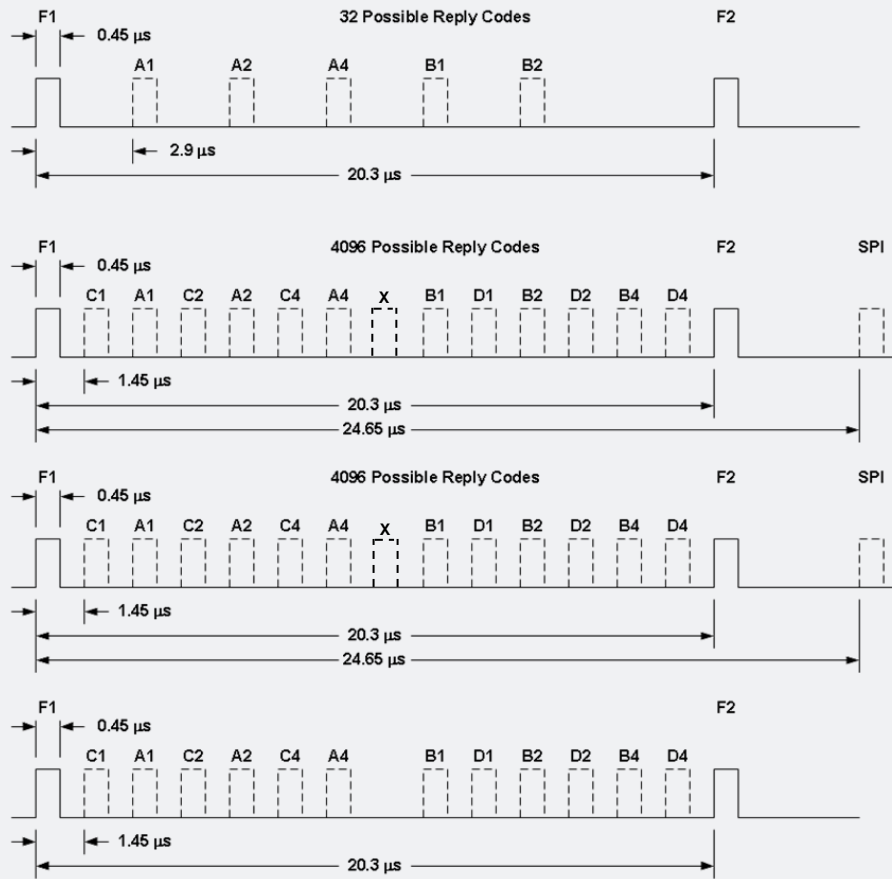 F1 32 Possible Reply Codes F2
0.45 µs
A1 A2 A4 B1 B2
2.9 µs
20.3 µs
F1 4096 Possible Reply Codes F2 SPI
0.45 µs
C1 A1 C2 A2 C4 A4 X B1 D1 B2 D2 B4 D4
1.45 µs
20.3 µs
24.65 µs
F1 4096 Possible Reply Codes F2 SPI
0.45 µs
C1 A1 C2 A2 C4 A4 X B1 D1 B2 D2 B4 D4
1.45 µs
20.3 µs
24.65 µs
F1 F2
0.45 µs
C1 A1 C2 A2 C4 A4 B1 D1 B2 D2 B4 D4
1.45 µs
20.3 µs